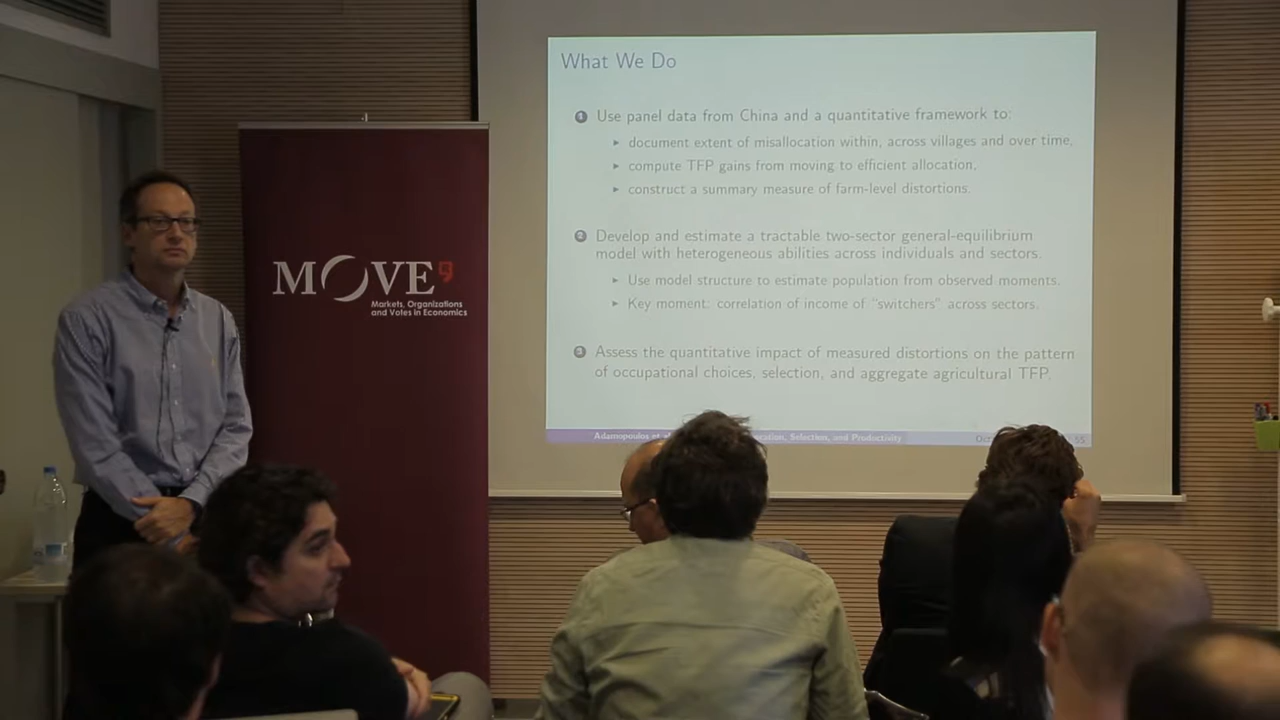 What We Do
1 Use panel data from China and a quantitative framework to:
document extent of misallocation within, across villages and over time,
compute TFP gains from moving to efficient allocation,
construct a summary measure of farm-level distortions.
2 Develop and estimate a tractable two-sector general-equilibrium
model with heterogeneous abilities across individuals and sectors.
Use model structure to estimate population from observed moments.
Key moment: correlation of income of "switchers" across sectors.
3 Assess the quantitative impact of measured distortions on the pattern
of occupational choices, selection, and aggregate agricultural TFP.
Adamopoulos et Selection, and Productivity 55
MOVE
Markets, Organizations
and Votes in Economics